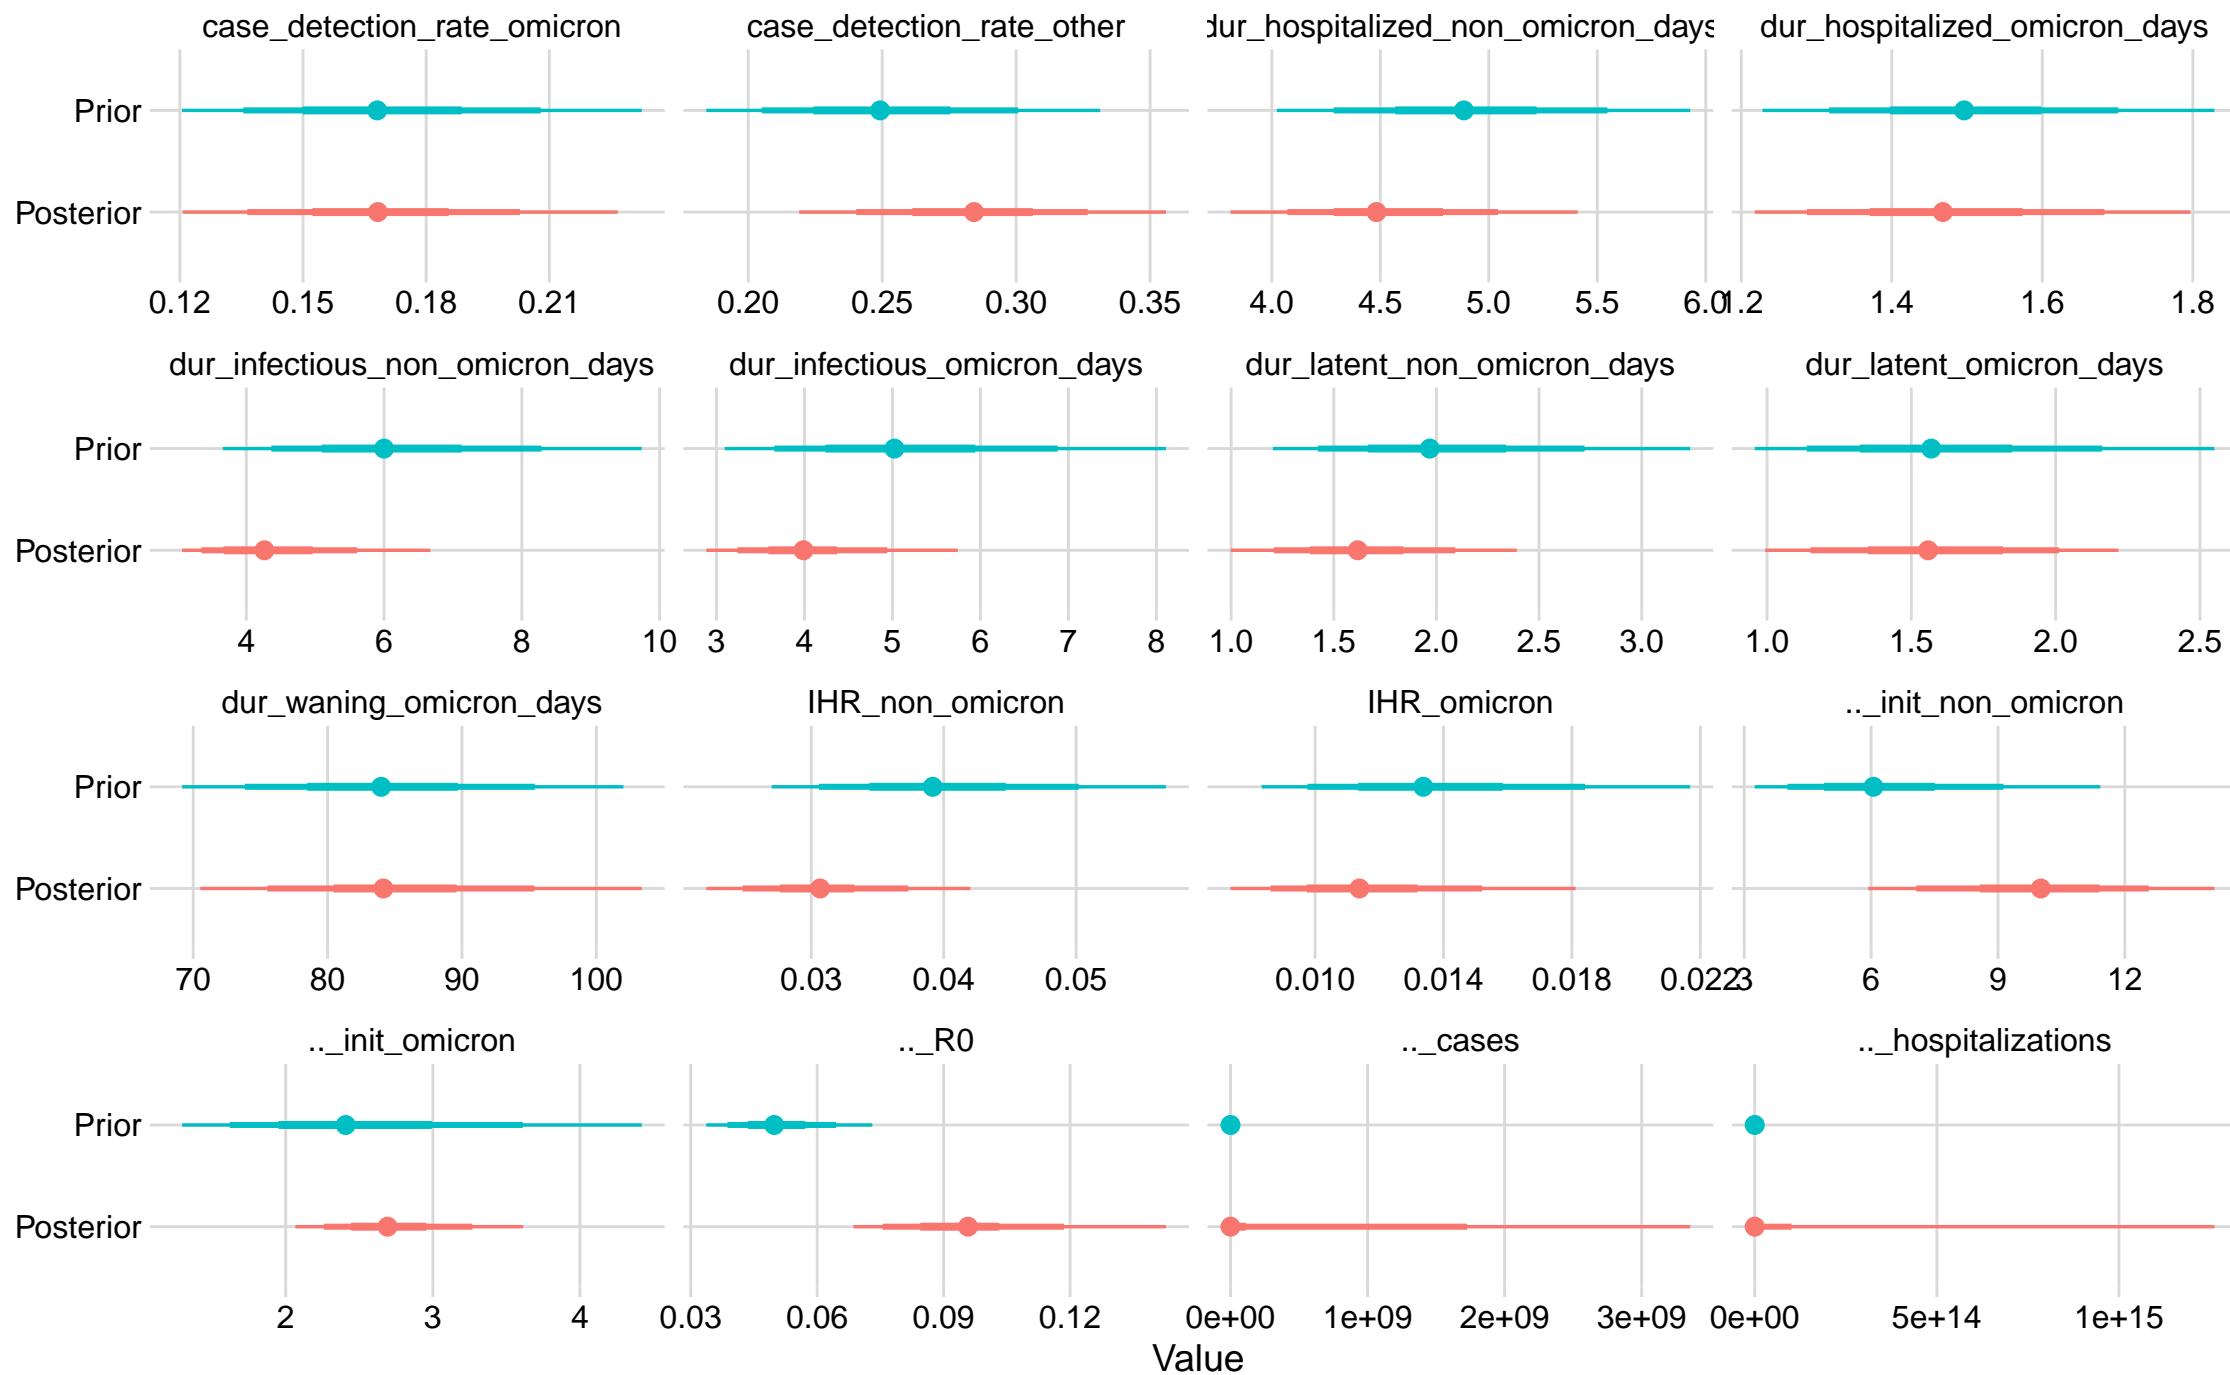 case_detection_rate_omicron case_detection_rate_other dur_hospitalized_non_omicron_days dur_hospitalized_omicron_days
Prior
Posterior
0.12 0.15 0.18 0.21 0.20 0.25 0.30 0.35 4.0 4.5 5.0 5.5 6.0 1.2 1.4 1.6 1.8
dur_infectious_non_omicron_days dur_infectious_omicron_days dur_latent_non_omicron_days dur_latent_omicron_days
Prior
Posterior
4 6 8 10 3 4 5 6 7 8 1.0 1.5 2.0 2.5 3.0 1.0 1.5 2.0 2.5
dur_waning_omicron_days IHR_non_omicron IHR_omicron .._init_non_omicron
Prior
Posterior
70 80 90 100 0.03 0.04 0.05 0.010 0.014 0.018 0.022 3 6 9 12
.._init_omicron .._R0 .._cases .._hospitalizations
Prior
Posterior
2 3 4 0.03 0.06 0.09 0.12 0e+00 1e+09 2e+09 3e+09 0e+00 5e+14 1e+15
Value